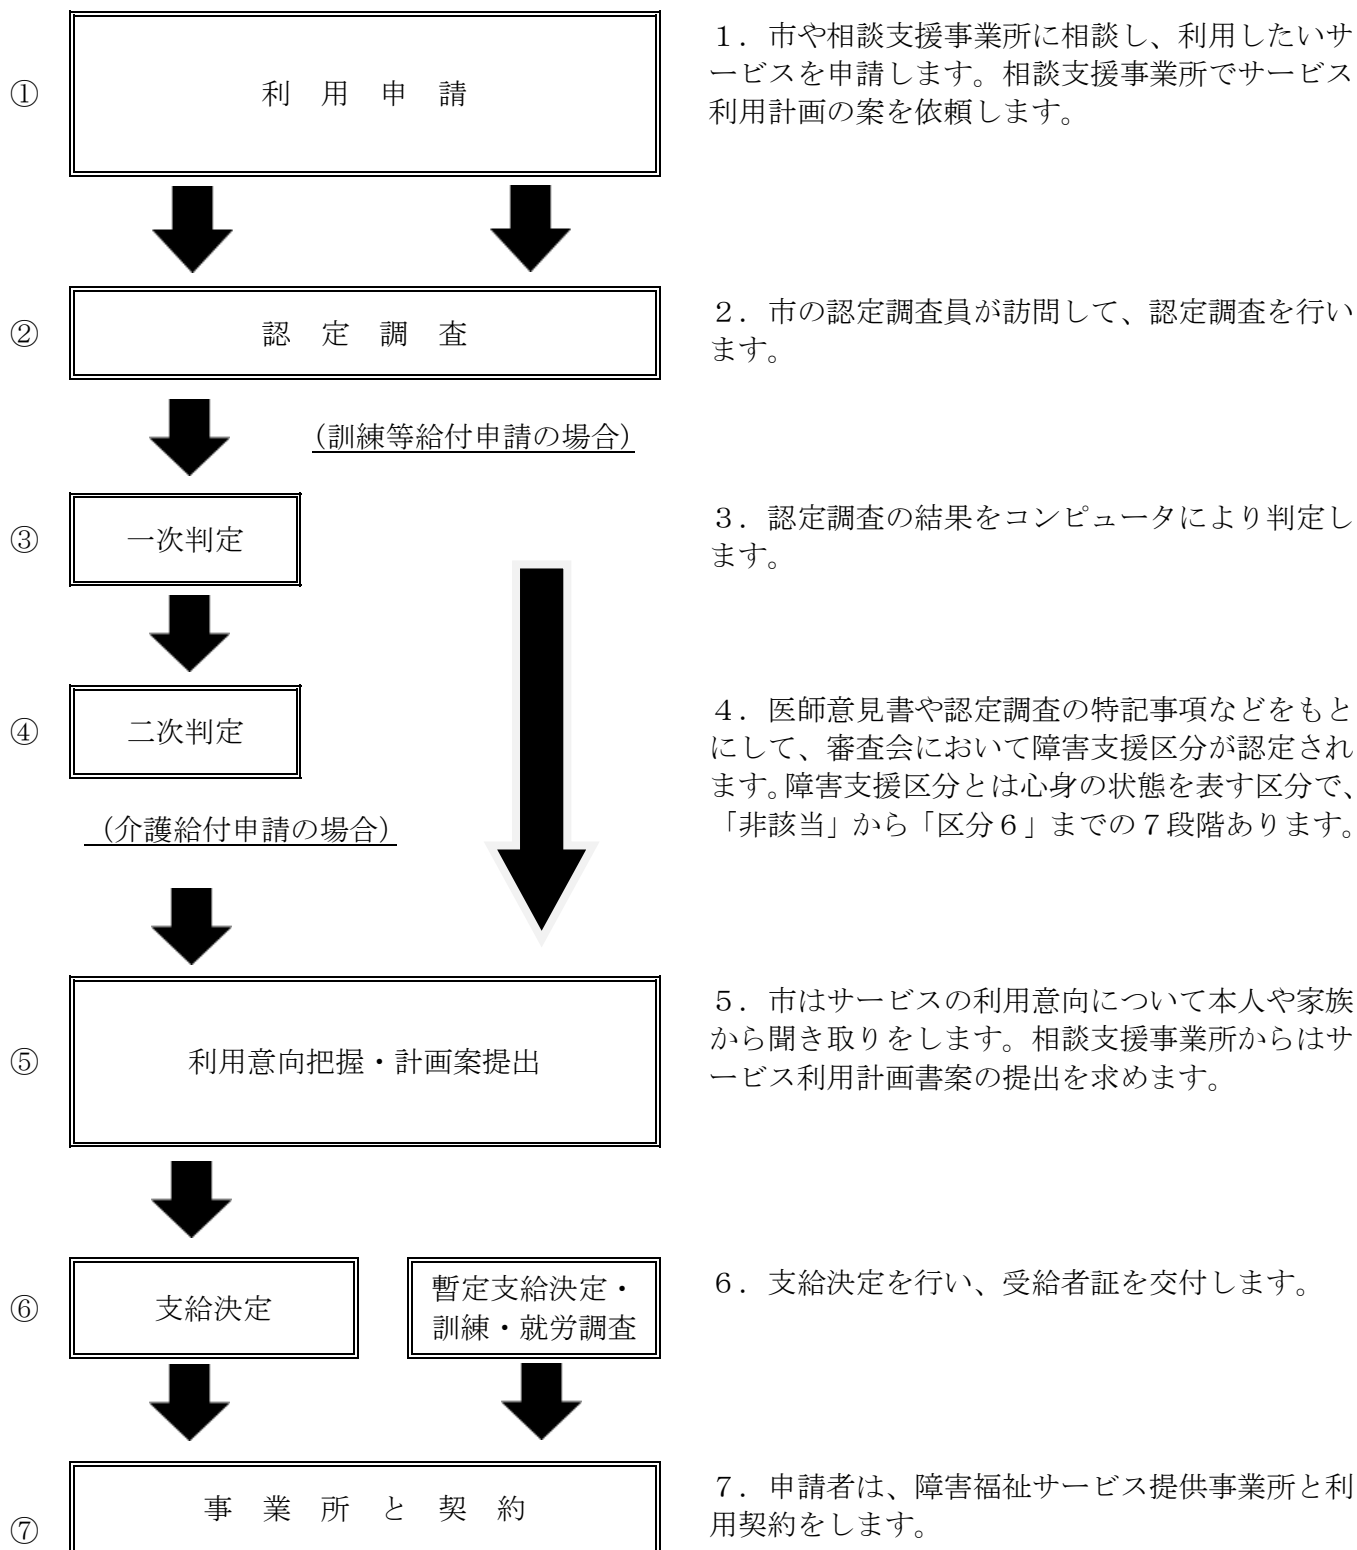 ① 利　用　申　請
１．市や相談支援事業所に相談し、利用したいサ
ービスを申請します。相談支援事業所でサービス
利用計画の案を依頼します。
② 認　定　調　査
２．市の認定調査員が訪問して、認定調査を行い
ます。
（訓練等給付申請の場合）
③ 一次判定
３．認定調査の結果をコンピュータにより判定し
ます。
④ 二次判定
４．医師意見書や認定調査の特記事項などをもと
にして、審査会において障害支援区分が認定され
ます。障害支援区分とは心身の状態を表す区分で、
「非該当」から「区分６」までの７段階あります。
（介護給付申請の場合）
⑤ 利用意向把握・計画案提出
５．市はサービスの利用意向について本人や家族
から聞き取りをします。相談支援事業所からはサ
ービス利用計画書案の提出を求めます。
⑥ 支給決定
暫定支給決定・
訓練・就労調査
６．支給決定を行い、受給者証を交付します。
⑦ 事　業　所　と　契　約
７．申請者は、障害福祉サービス提供事業所と利
用契約をします。